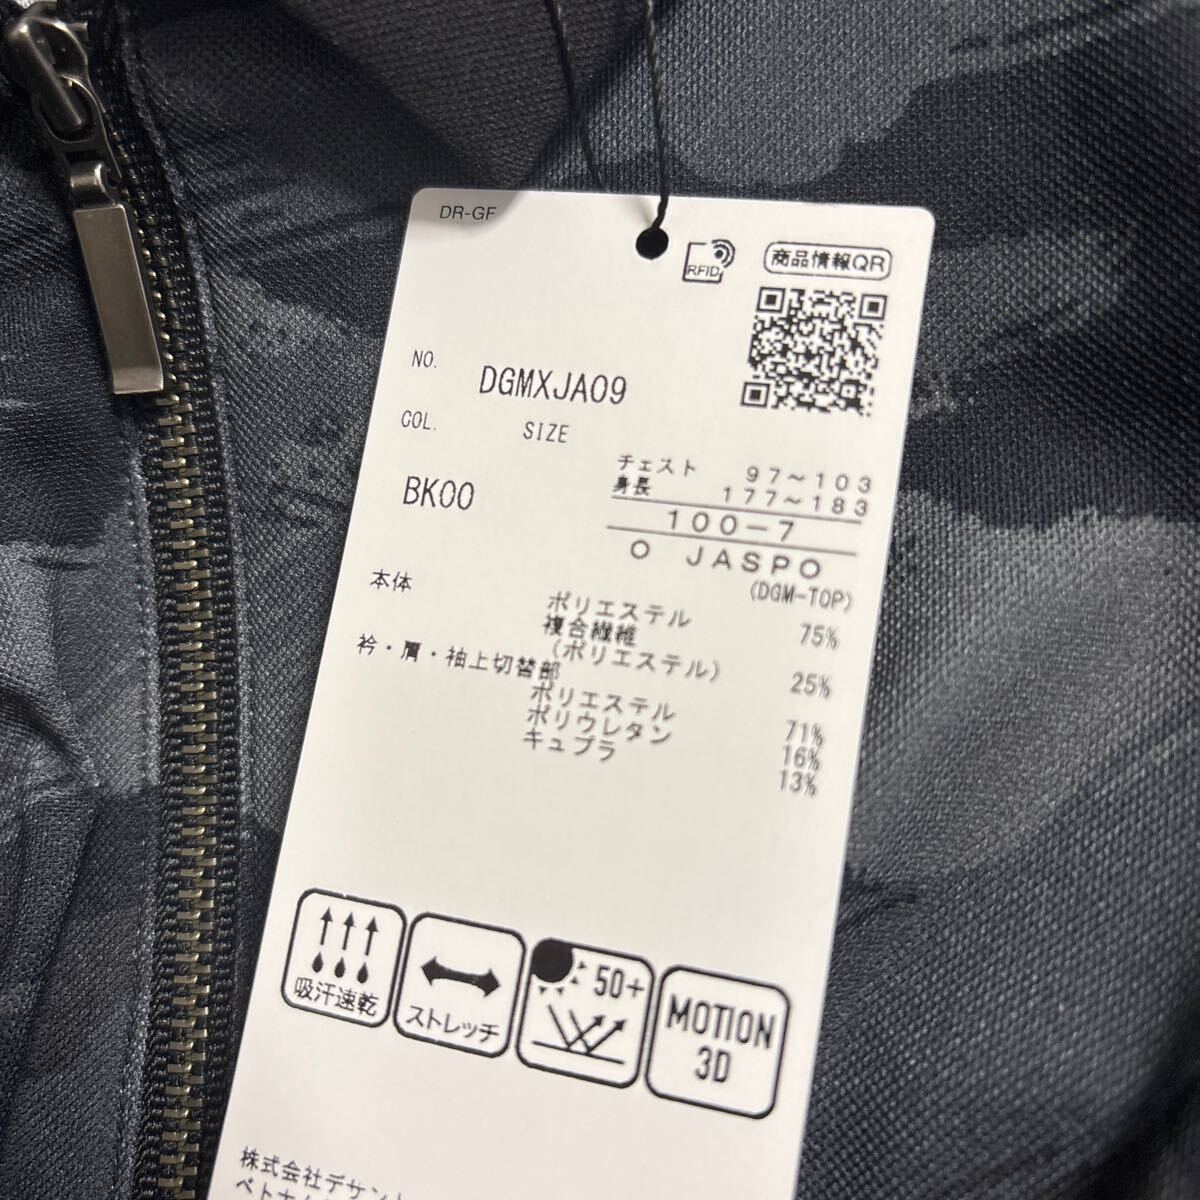 DR-GF
RFID
商品情報QR
NO.
DGMXJA09
COL.
SIZE
BK00
チェスト 97～103
身長 177～183
100-7
O JASPO
(DGM-TOP)
本体
ポリエステル 75%
複合繊維
(ポリエステル) 25%
衿・肩・袖上切替部
ポリエステル 71%
ポリウレタン 16%
キュプラ 13%
吸汗速乾
ストレッチ
50+
MOTION
3D
株式会社デサント